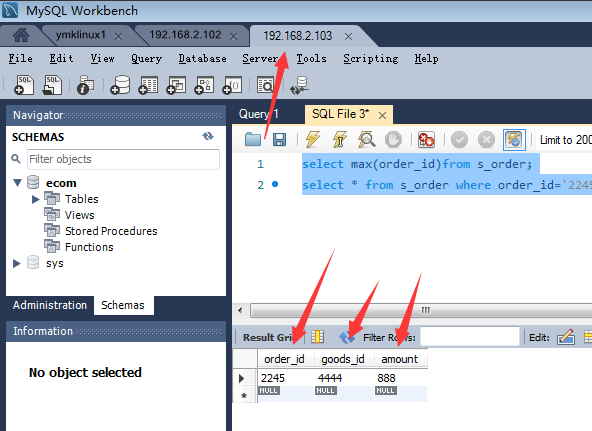 MySQL Workbench
ymklinux1 × 192.168.2.102 × 192.168.2.103 ×
File Edit View Query Database Server Tools Scripting Help
Navigator
SCHEMAS
Filter objects
ecom
Tables
Views
Stored Procedures
Functions
sys
Administration Schemas
Information
No object selected
Query 1 SQL File 3* ×
Limit to 200
1 select max(order_id)from s_order;
2 select * from s_order where order_id='2245
Result Grid Filter Rows: Edit:
order_id goods_id amount
2245 4444 888
NULL NULL NULL